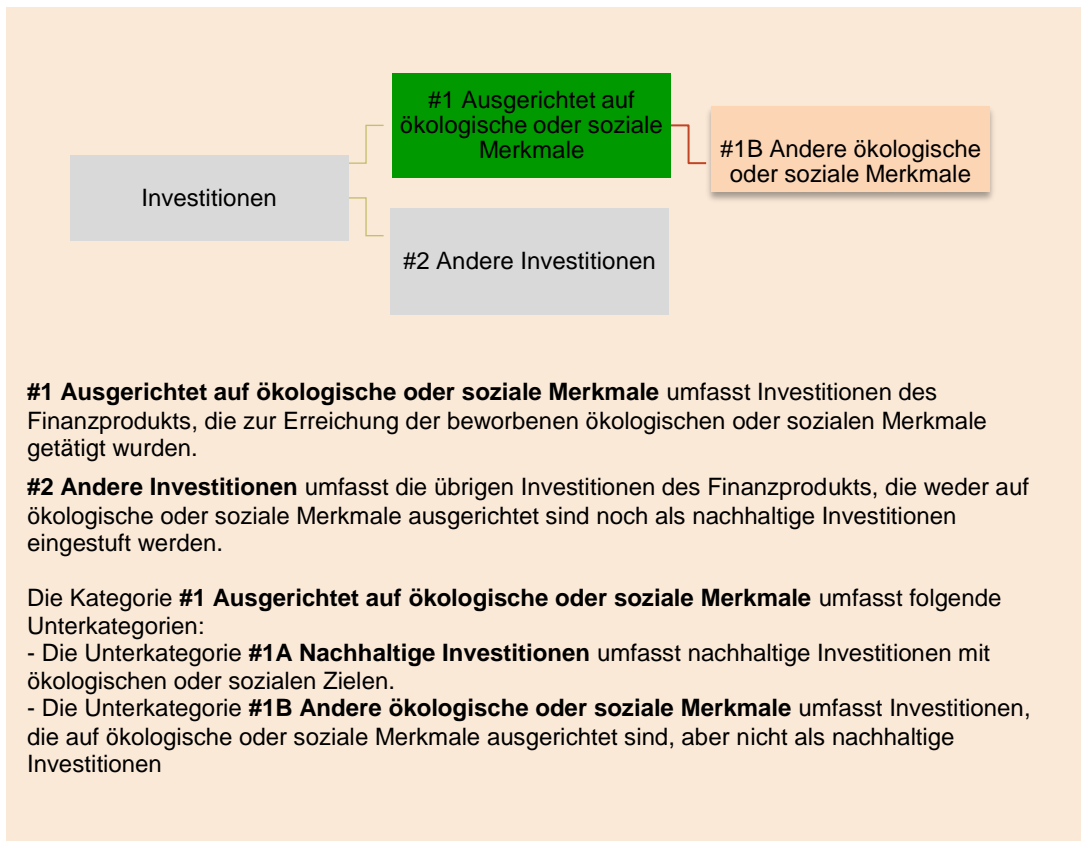 #1 Ausgerichtet auf
ökologische oder soziale
Merkmale
#1B Andere ökologische
oder soziale Merkmale
Investitionen
#2 Andere Investitionen
#1 Ausgerichtet auf ökologische oder soziale Merkmale umfasst Investitionen des
Finanzprodukts, die zur Erreichung der beworbenen ökologischen oder sozialen Merkmale
getätigt wurden.
#2 Andere Investitionen umfasst die übrigen Investitionen des Finanzprodukts, die weder auf
ökologische oder soziale Merkmale ausgerichtet sind noch als nachhaltige Investitionen
eingestuft werden.
Die Kategorie #1 Ausgerichtet auf ökologische oder soziale Merkmale umfasst folgende
Unterkategorien:
- Die Unterkategorie #1A Nachhaltige Investitionen umfasst nachhaltige Investitionen mit
ökologischen oder sozialen Zielen.
- Die Unterkategorie #1B Andere ökologische oder soziale Merkmale umfasst Investitionen,
die auf ökologische oder soziale Merkmale ausgerichtet sind, aber nicht als nachhaltige
Investitionen